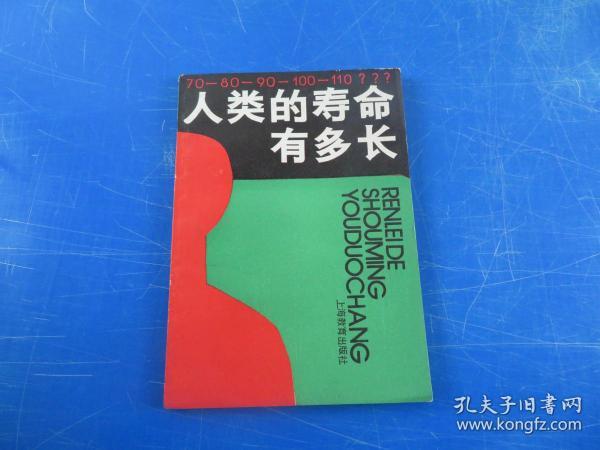 70—80—90—100—110???
人类的寿命
有多长
RENLEIDE
SHOUMING
YOUDUOCHANG
上海教育出版社
孔夫子旧书网
www.kongfz.com